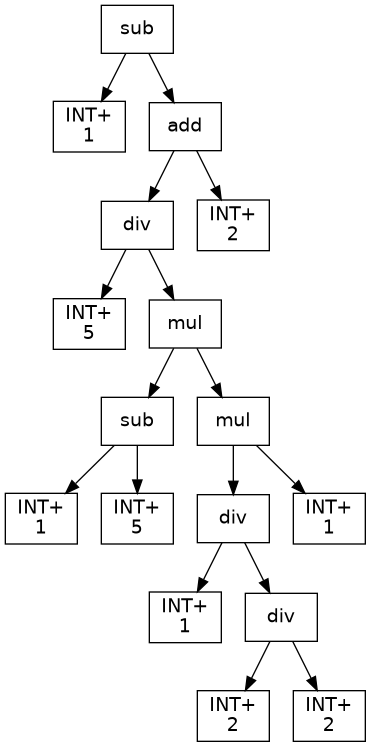 sub
INT+
1
add
div
INT+
2
INT+
5
mul
sub
mul
INT+
1
INT+
5
div
INT+
1
INT+
1
div
INT+
2
INT+
2